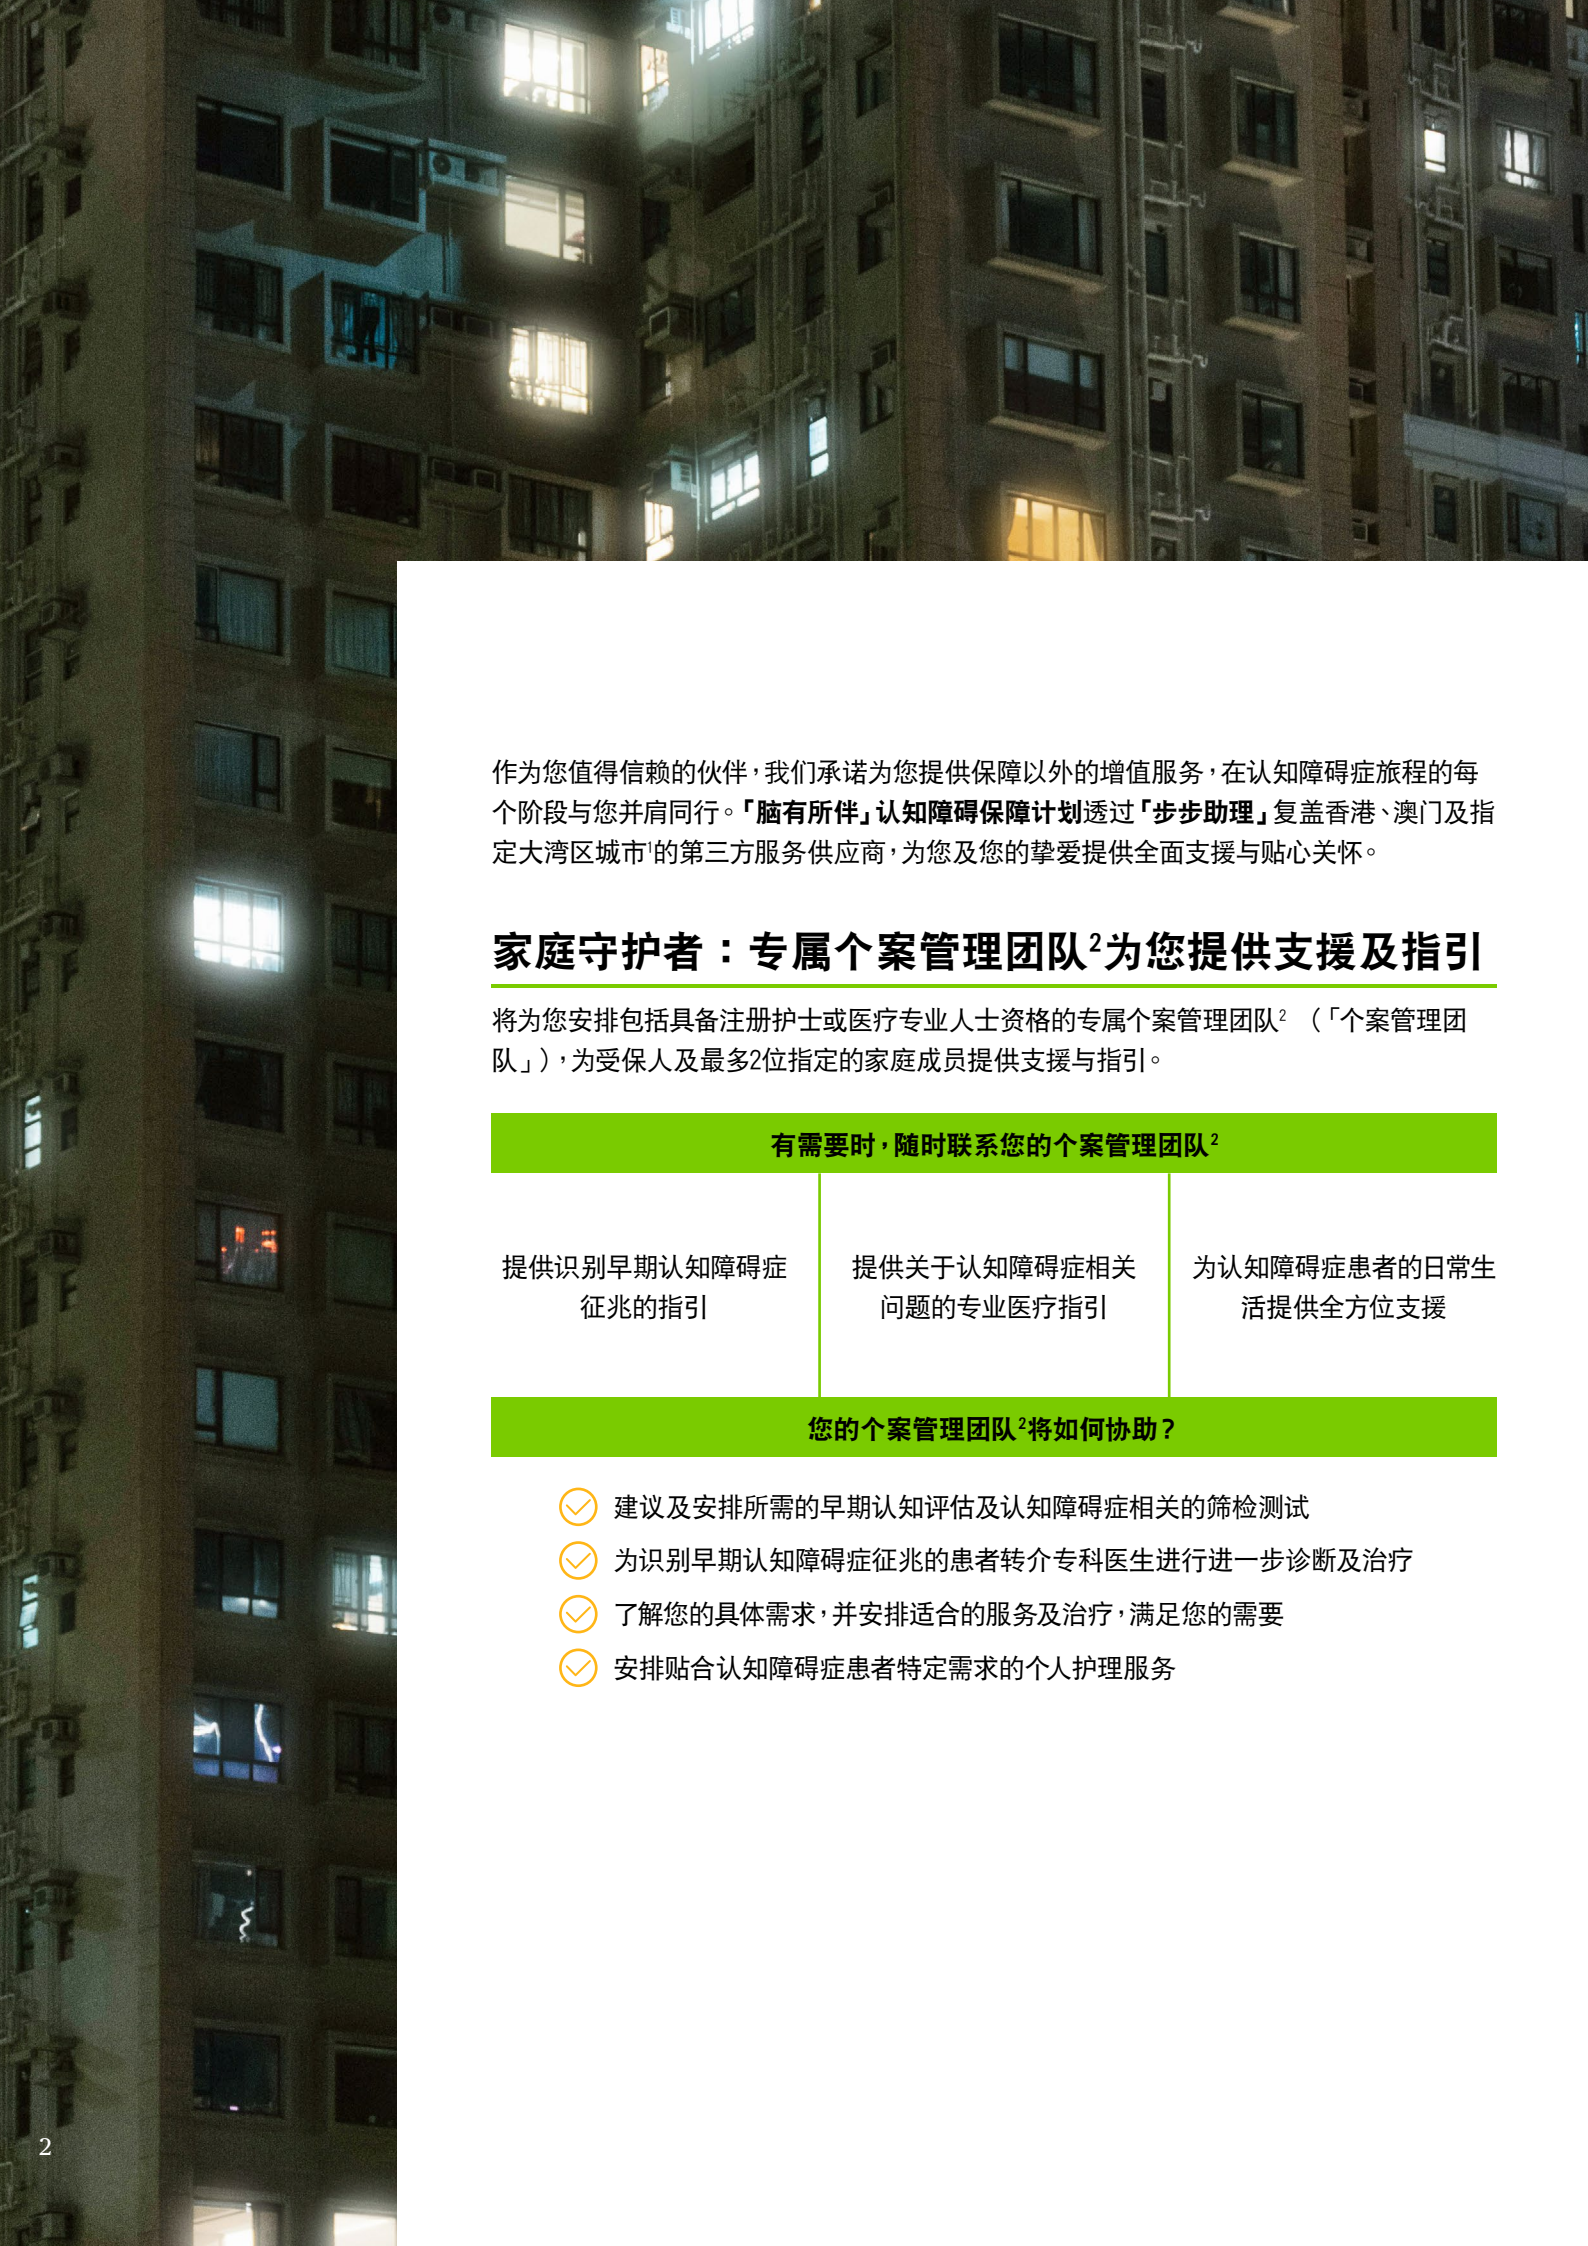 作为您值得信赖的伙伴，我们承诺为您提供保障以外的增值服务，在认知障碍症旅程的每
个阶段与您并肩同行。「脑有所伴」认知障碍保障计划透过「步步助理」复盖香港、澳门及指
定大湾区城市¹的第三方服务供应商，为您及您的挚爱提供全面支援与贴心关怀。
家庭守护者：专属个案管理团队²为您提供支援及指引
将为您安排包括具备注册护士或医疗专业人士资格的专属个案管理团队² （「个案管理团
队」），为受保人及最多2位指定的家庭成员提供支援与指引。
有需要时，随时联系您的个案管理团队²
提供识别早期认知障碍症
征兆的指引
提供关于认知障碍症相关
问题的专业医疗指引
为认知障碍症患者的日常生
活提供全方位支援
您的个案管理团队²将如何协助？
建议及安排所需的早期认知评估及认知障碍症相关的筛检测试
为识别早期认知障碍症征兆的患者转介专科医生进行进一步诊断及治疗
了解您的具体需求，并安排适合的服务及治疗，满足您的需要
安排贴合认知障碍症患者特定需求的个人护理服务
2